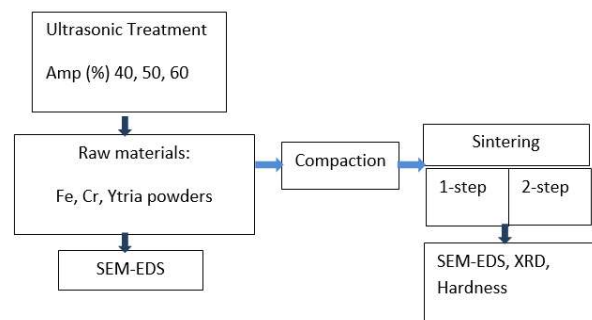 Ultrasonic Treatment
Amp (%) 40, 50, 60
Raw materials:
Fe, Cr, Ytria powders
SEM-EDS
Compaction
Sintering
1-step
2-step
SEM-EDS, XRD,
Hardness